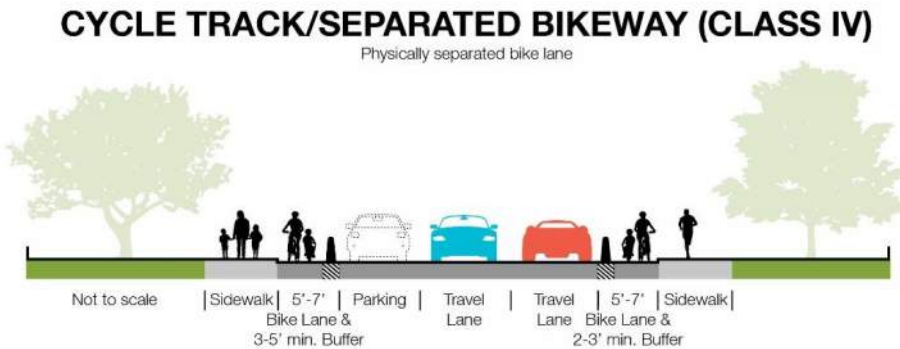 CYCLE TRACK/SEPARATED BIKEWAY (CLASS IV)
Physically separated bike lane
Not to scale
Sidewalk
5'-7'
Bike Lane &
3-5' min. Buffer
Parking
Travel
Lane
Travel
Lane
5'-7'
Bike Lane &
2-3' min. Buffer
Sidewalk